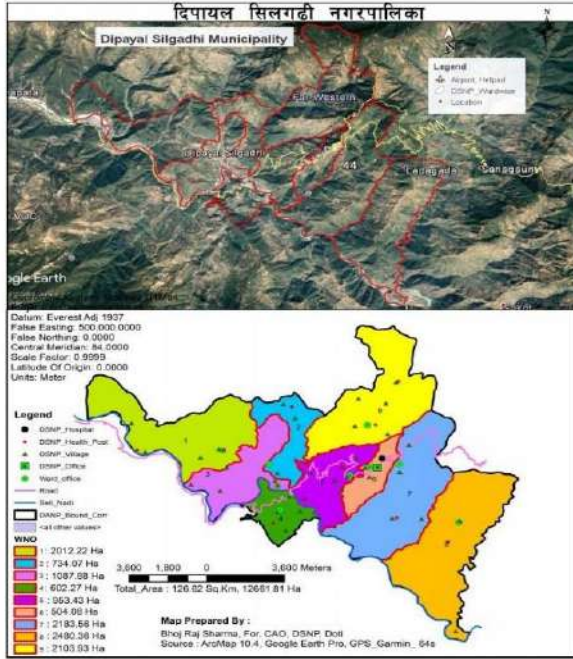 दिपायल सिलगढी नगरपालिका
Dipayal Silgadhi Municipality
N
Legend
Airport_Helipad
DSNP_Wardwise
Location
Far-Western
Dipayal Silgadhi
44
Ladagada
Google Earth
Datum: Everest Adj 1937
False Easting: 500,000.0000
False Northing: 0.0000
Central Meridian: 84.0000
Scale Factor: 0.9999
Latitude Of Origin: 0.0000
Units: Meter
Legend
DSNP_Hospital
DSNP_Health_Post
DSNP_Village
DSNP_Office
Ward_office
Road
Seti_Nadi
DANP_Bound_Corr
<all other values>
WNO
1 : 2012.22 Ha
2 : 734.07 Ha
3 : 1087.88 Ha
4 : 602.27 Ha
5 : 953.43 Ha
6 : 504.08 Ha
7 : 2183.56 Ha
8 : 2480.36 Ha
9 : 2103.93 Ha
3,600 1,800 0 3,600 Meters
Total_Area : 126.62 Sq.Km, 12661.81 Ha
Map Prepared By :
Bhoj Raj Sharma, For. CAO, DSNP, Doti
Source : ArcMap 10.4, Google Earth Pro, GPS_Garmin_ 64s